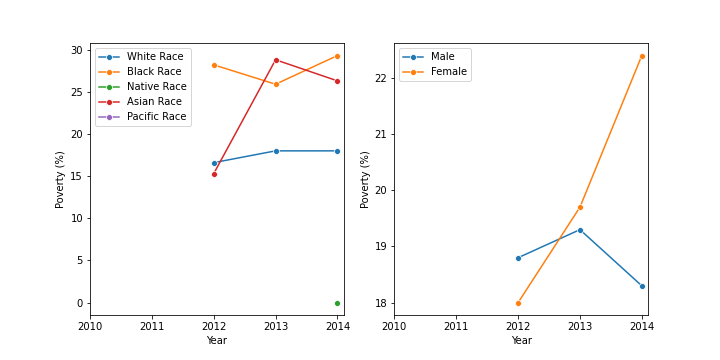 30
25
20
15
10
5
0
Poverty (%)
White Race
Black Race
Native Race
Asian Race
Pacific Race
2010 2011 2012 2013 2014
Year
22
21
20
19
18
Poverty (%)
Male
Female
2010 2011 2012 2013 2014
Year